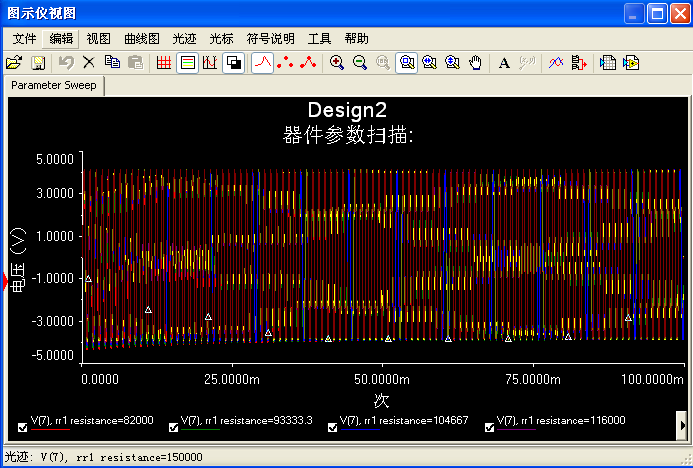 图示仪视图
文件 编辑 视图 曲线图 光迹 光标 符号说明 工具 帮助
Parameter Sweep
Design2
器件参数扫描:
5.0000
3.0000
1.0000
-1.0000
-3.0000
-5.0000
电压 (V)
0.0000 25.0000m 50.0000m 75.0000m 100.0000m
次
V(7), rr1 resistance=82000 V(7), rr1 resistance=93333.3 V(7), rr1 resistance=104667 V(7), rr1 resistance=116000
光迹: V(7), rr1 resistance=150000